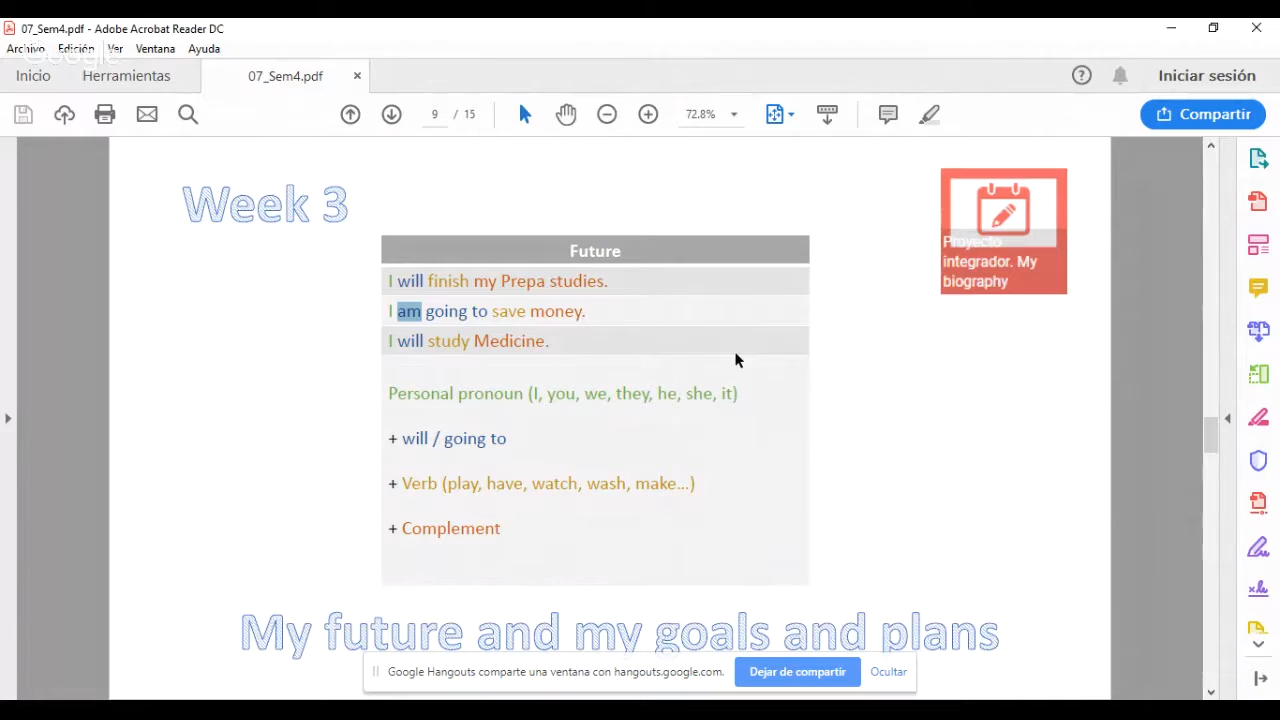 07_Sem4.pdf - Adobe Acrobat Reader DC
Archivo Edición Ver Ventana Ayuda
Google
Inicio Herramientas 07_Sem4.pdf × Iniciar sesión
9 / 15 72.8% Compartir
Week 3
Proyecto
integrador. My
biography
Future
I will finish my Prepa studies.
I am going to save money.
I will study Medicine.
Personal pronoun (I, you, we, they, he, she, it)
+ will / going to
+ Verb (play, have, watch, wash, make...)
+ Complement
My future and my goals and plans
Google Hangouts comparte una ventana con hangouts.google.com. Dejar de compartir Ocultar